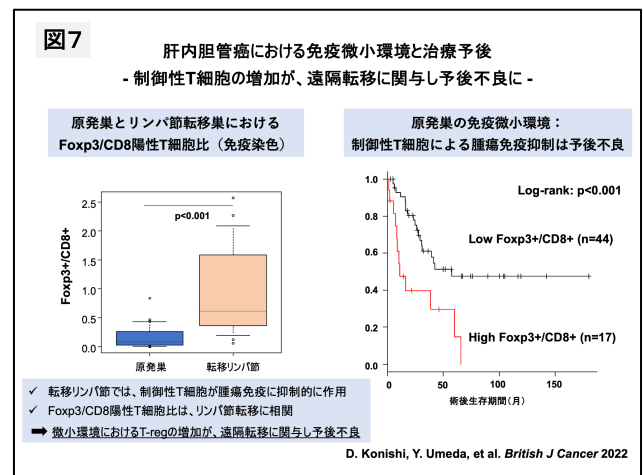 図7
肝内胆管癌における免疫微小環境と治療予後
- 制御性T細胞の増加が、遠隔転移に関与し予後不良に -
原発巣とリンパ節転移巣における
Foxp3/CD8陽性T細胞比（免疫染色）
p<0.001
Foxp3+/CD8+
2.5
2.0
1.5
1.0
0.5
0.0
原発巣
転移リンパ節
原発巣の免疫微小環境：
制御性T細胞による腫瘍免疫抑制は予後不良
Log-rank: p<0.001
Low Foxp3+/CD8+ (n=44)
High Foxp3+/CD8+ (n=17)
1.0
0.8
0.6
0.4
0.2
0.0
0 50 100 150
術後生存期間（月）
✓ 転移リンパ節では、制御性T細胞が腫瘍免疫に抑制的に作用
✓ Foxp3/CD8陽性T細胞比は、リンパ節転移に相関
➡ 微小環境におけるT-regの増加が、遠隔転移に関与し予後不良
D. Konishi, Y. Umeda, et al. British J Cancer 2022